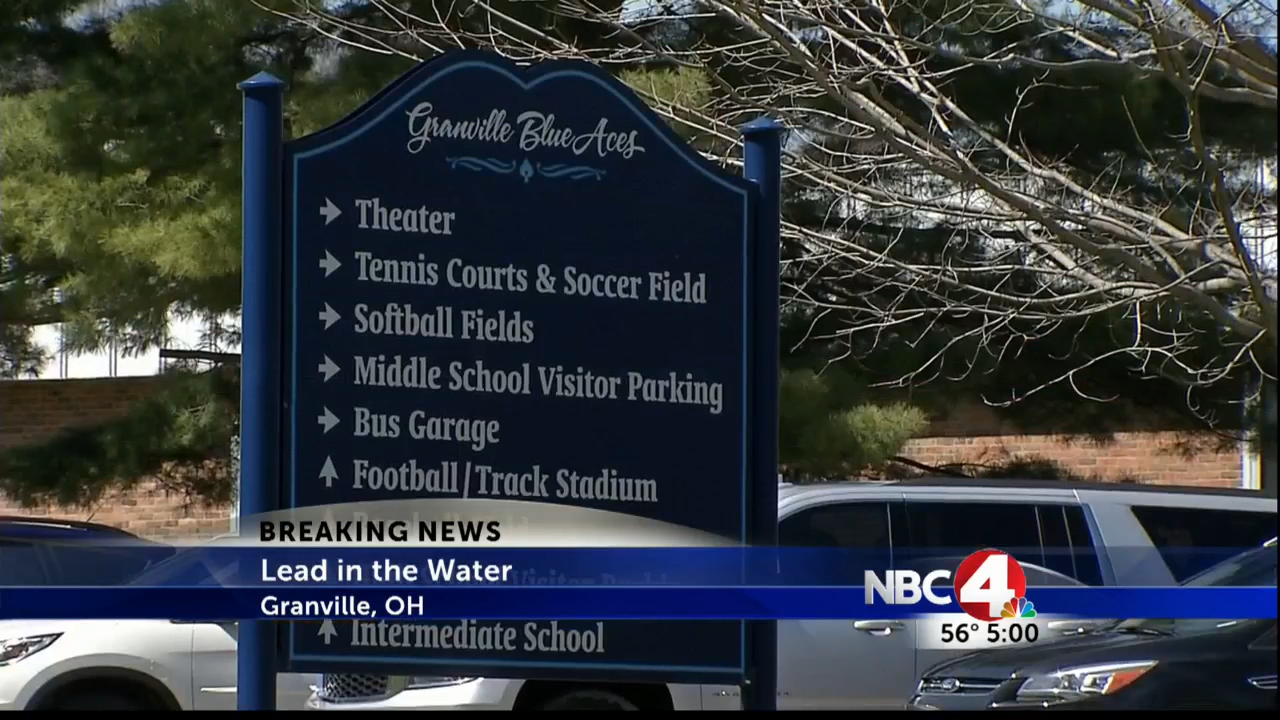 Granville Blue Aces
Theater
Tennis Courts & Soccer Field
Softball Fields
Middle School Visitor Parking
Bus Garage
Football/Track Stadium
BREAKING NEWS
Lead in the Water
Granville, OH
NBC 4
56° 5:00
Intermediate School